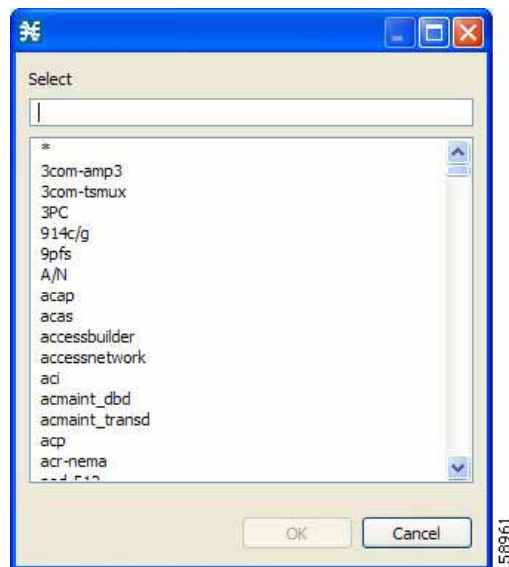 Select
*
3com-amp3
3com-tsmux
3PC
914c/g
9pfs
A/N
acap
acas
accessbuilder
accessnetwork
aci
acmaint_dbd
acmaint_transd
acp
acr-nema
OK
Cancel
58961